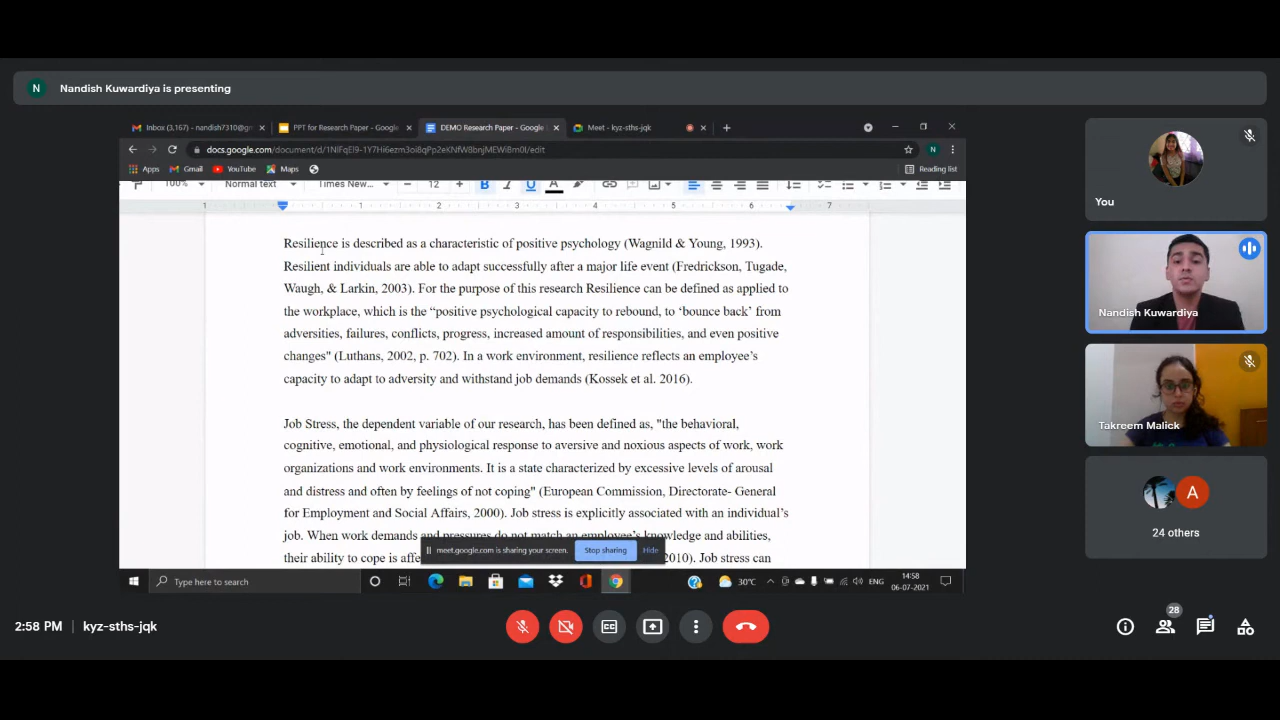 N Nandish Kuwardiya is presenting
Inbox (3,167) - nandish7310@g
PPT for Research Paper - Google
DEMO Research Paper - Google
Meet - kyz-sths-jqk
docs.google.com/document/d/1NlFqEl9-1Y7Hi6ezm3oi8qPp2eKNfW8bnjMEWiBrn0I/edit
N
Apps Gmail YouTube Maps Reading list
100% Normal text Times New... 12 B I U A
1 1 2 3 4 5 6 7
Resilience is described as a characteristic of positive psychology (Wagnild & Young, 1993).
Resilient individuals are able to adapt successfully after a major life event (Fredrickson, Tugade,
Waugh, & Larkin, 2003). For the purpose of this research Resilience can be defined as applied to
the workplace, which is the “positive psychological capacity to rebound, to ‘bounce back’ from
adversities, failures, conflicts, progress, increased amount of responsibilities, and even positive
changes" (Luthans, 2002, p. 702). In a work environment, resilience reflects an employee’s
capacity to adapt to adversity and withstand job demands (Kossek et al. 2016).
Job Stress, the dependent variable of our research, has been defined as, "the behavioral,
cognitive, emotional, and physiological response to aversive and noxious aspects of work, work
organizations and work environments. It is a state characterized by excessive levels of arousal
and distress and often by feelings of not coping" (European Commission, Directorate- General
for Employment and Social Affairs, 2000). Job stress is explicitly associated with an individual’s
job. When work demands and pressures do not match an employee’s knowledge and abilities,
their ability to cope is affe 2010). Job stress can
meet.google.com is sharing your screen. Stop sharing Hide
Type here to search
30°C ENG
14:58
06-07-2021
You
Nandish Kuwardiya
Takreem Malick
A
24 others
2:58 PM | kyz-sths-jqk
CC
28